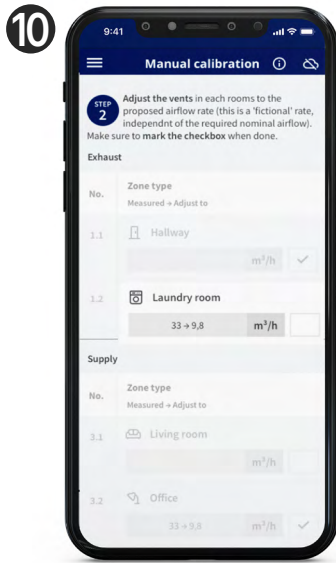 10
9:41
Manual calibration
STEP 2
Adjust the vents in each rooms to the
proposed airflow rate (this is a 'fictional' rate,
independnt of the required nominal airflow).
Make sure to mark the checkbox when done.
Exhaust
No.
Zone type
Measured → Adjust to
1.1
Hallway
m³/h
1.2
Laundry room
33 → 9,8 m³/h
Supply
No.
Zone type
Measured → Adjust to
3.1
Living room
m³/h
3.2
Office
33 → 9,8 m³/h